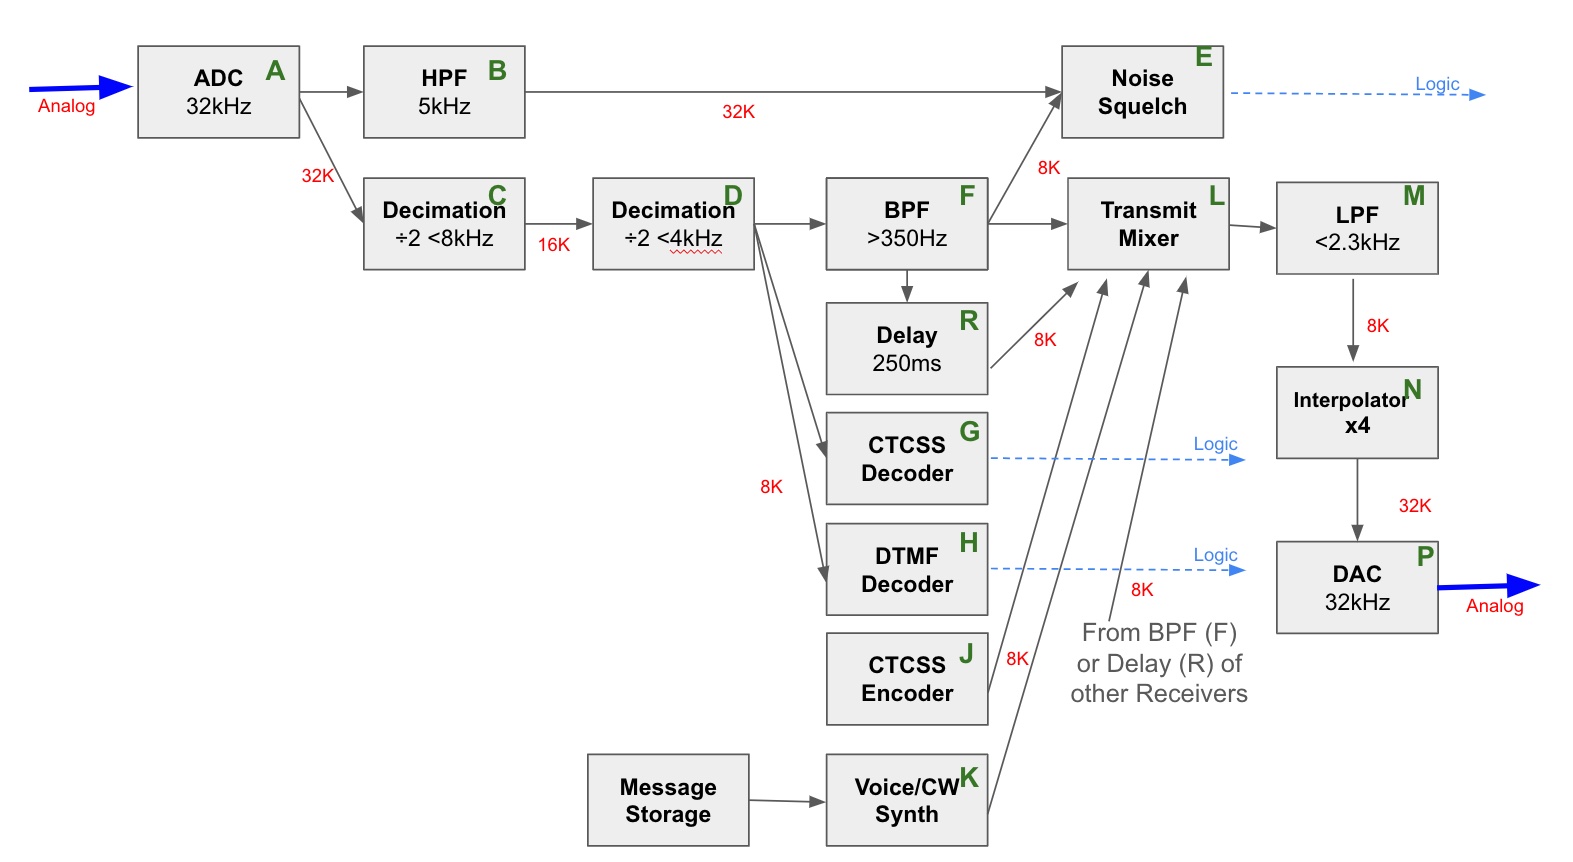 Analog
ADC
32kHz
A
HPF
5kHz
B
32K
Noise
Squelch
E
Logic
32K
Decimation
÷2 <8kHz
C
16K
Decimation
÷2 <4kHz
D
BPF
>350Hz
F
8K
Transmit
Mixer
L
LPF
<2.3kHz
M
Delay
250ms
R
8K
8K
Interpolator
x4
N
CTCSS
Decoder
G
Logic
8K
32K
DTMF
Decoder
H
Logic
DAC
32kHz
P
Analog
8K
From BPF (F)
or Delay (R) of
other Receivers
CTCSS
Encoder
J
8K
Message
Storage
Voice/CW
Synth
K